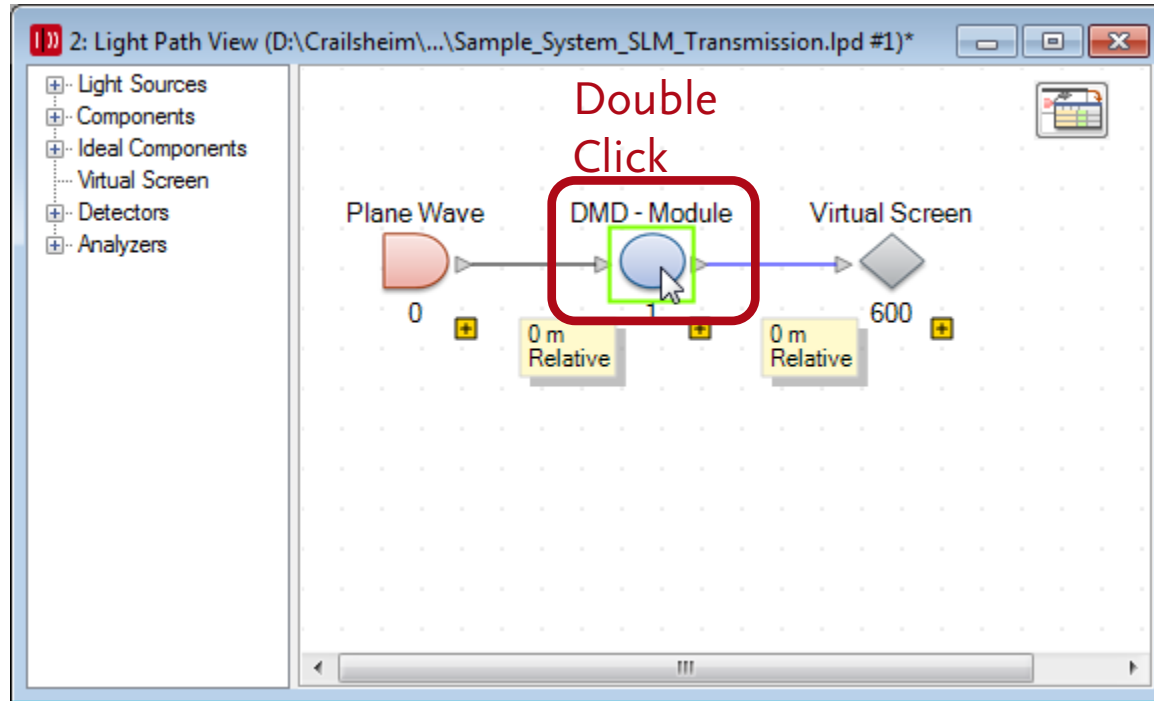 2: Light Path View (D:\Crailsheim\...\Sample_System_SLM_Transmission.lpd #1)*
Light Sources
Components
Ideal Components
Virtual Screen
Detectors
Analyzers
Double
Click
Plane Wave
DMD - Module
Virtual Screen
0
1
600
0 m
Relative
0 m
Relative